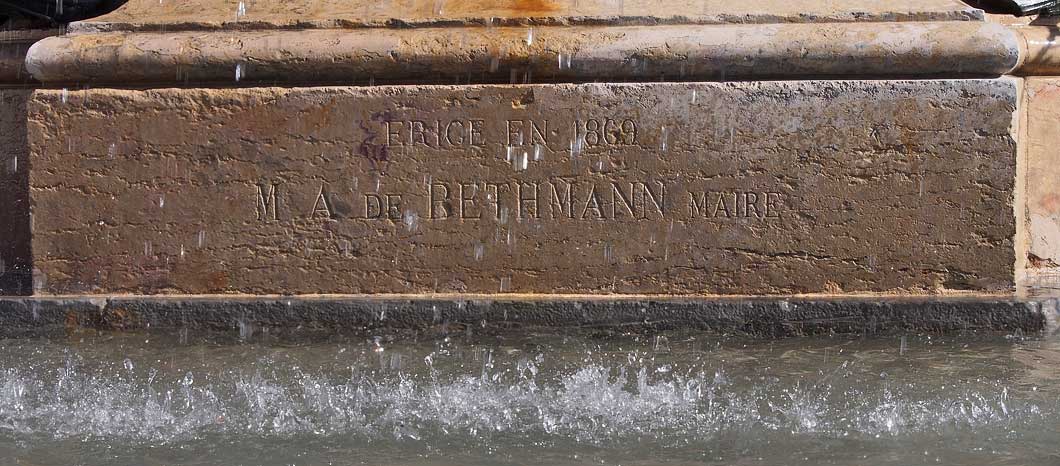 ERIGE EN 1869
M A DE BETHMANN MAIRE